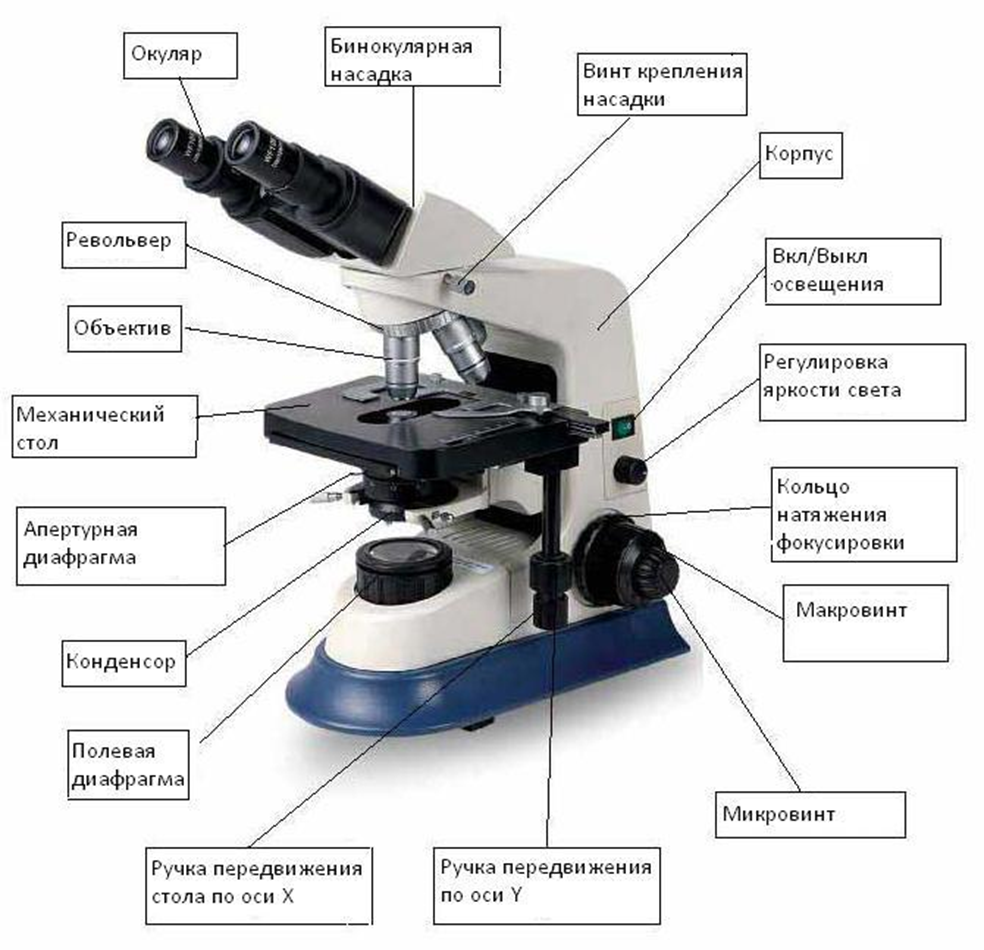 Окуляр
Бинокулярная
насадка
Винт крепления
насадки
Корпус
Револьвер
Вкл/Выкл
освещения
Объектив
Регулировка
яркости света
Механический
стол
Кольцо
натяжения
фокусировки
Апертурная
диафрагма
Макровинт
Конденсор
Полевая
диафрагма
Микровинт
Ручка передвижения
стола по оси X
Ручка передвижения
по оси Y